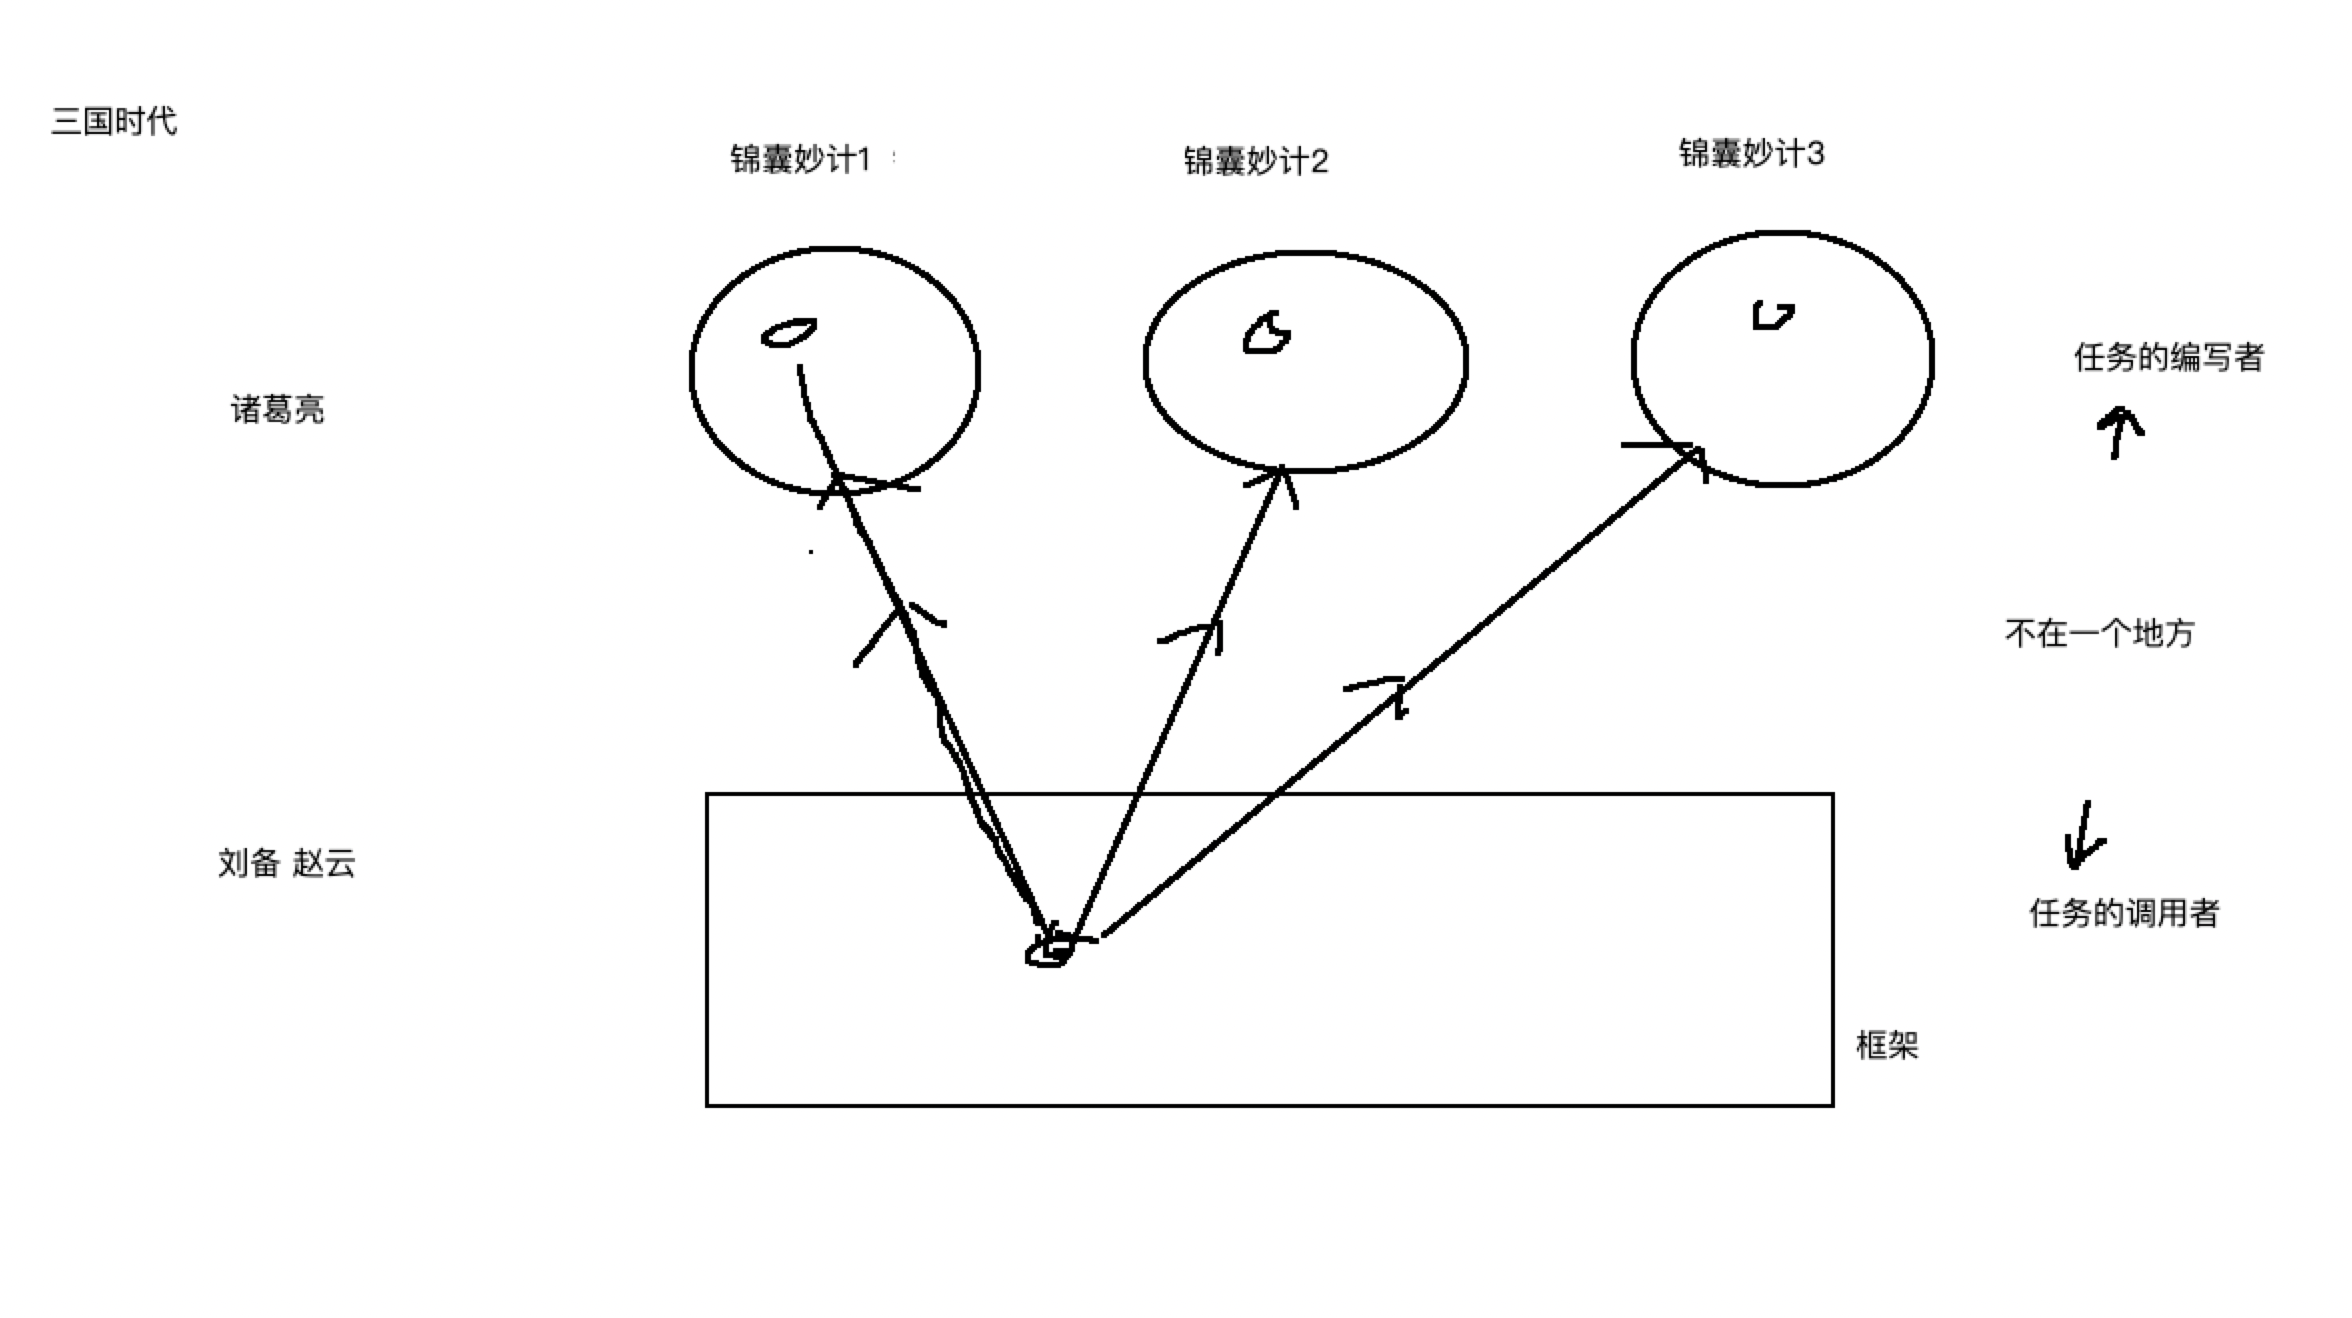 三国时代
锦囊妙计1
锦囊妙计2
锦囊妙计3
诸葛亮
任务的编写者
不在一个地方
刘备 赵云
任务的调用者
框架